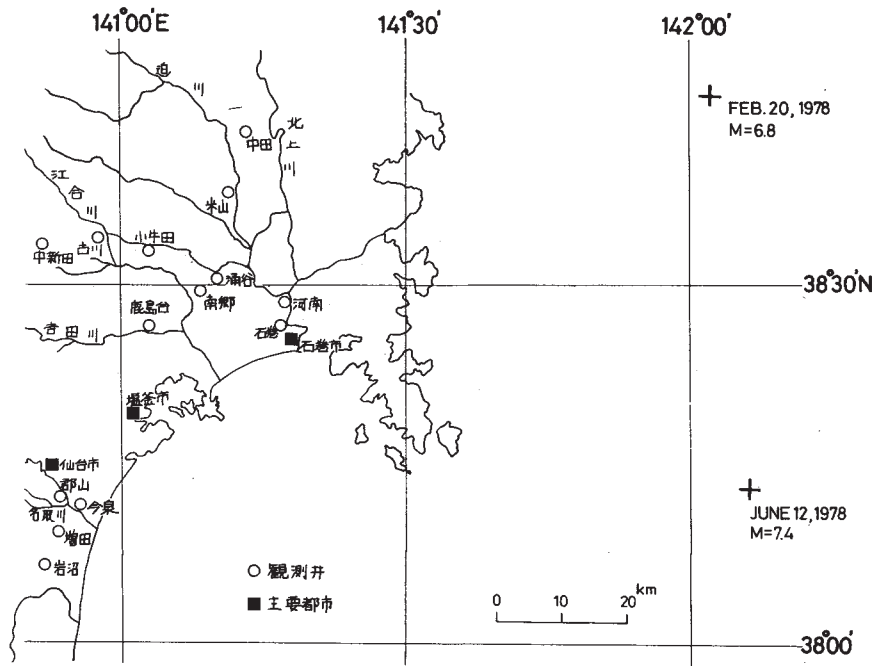 141°00'E
141°30'
142°00'
迫川
北上川
中田
FEB. 20, 1978
M=6.8
江合川
米山
小牛田
古川
中新田
涌谷
38°30'N
南郷
河南
鹿島台
石巻
吉田川
石巻市
塩釜市
仙台市
郡山
今泉
名取川
増田
岩沼
JUNE 12, 1978
M=7.4
○ 観測井
■ 主要都市
km
0 10 20
38°00'